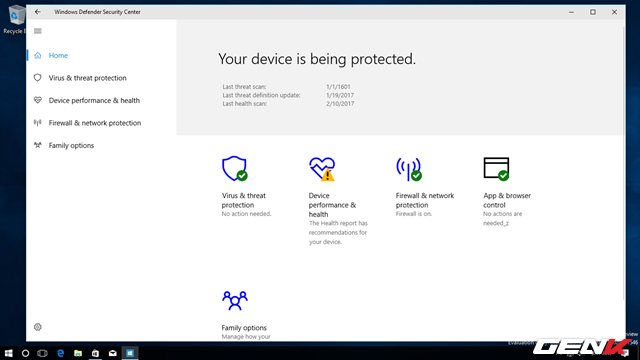 Windows Defender Security Center
Recycle B
Home
Virus & threat protection
Device performance & health
Firewall & network protection
Family options
Your device is being protected.
Last threat scan: 1/1/1601
Last threat definition update: 1/19/2017
Last health scan: 2/10/2017
Virus & threat
protection
No action needed.
Device
performance &
health
The Health report has
recommendations for
your device.
Firewall & network
protection
Firewall is on.
App & browser
control
No actions are
needed_z
Family options
Manage how your
Evaluation
GENK